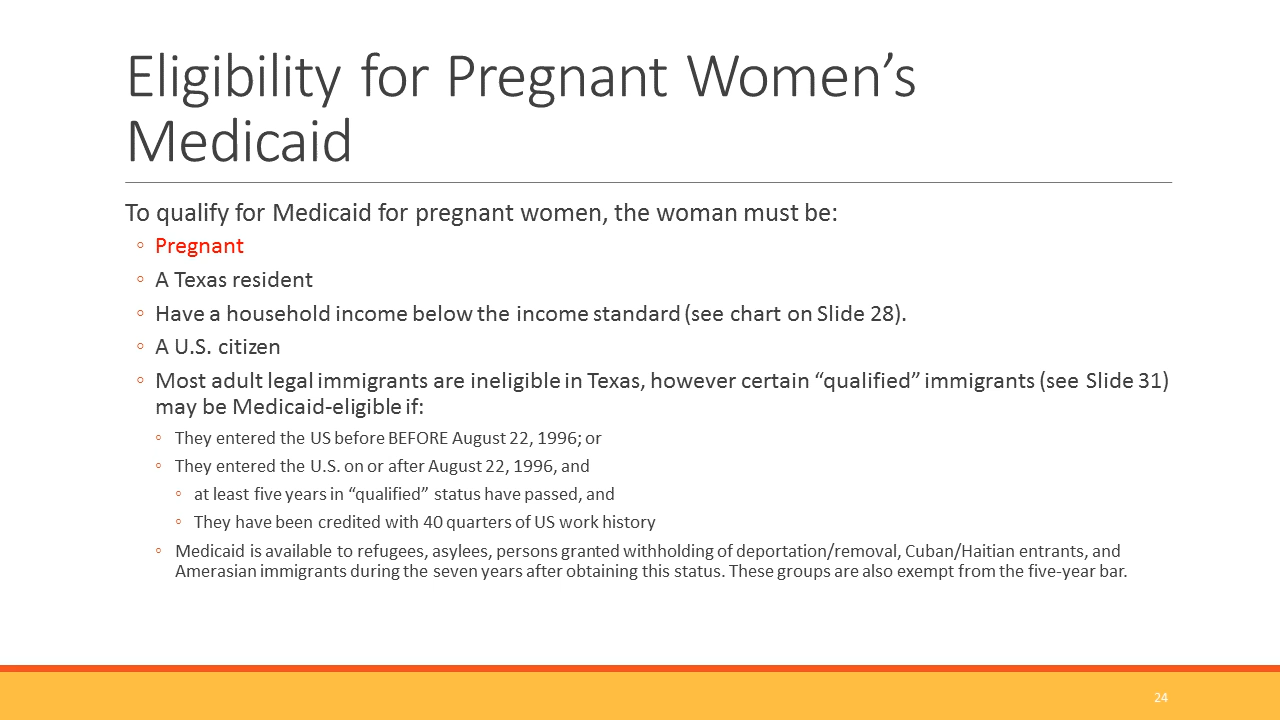 Eligibility for Pregnant Women’s
Medicaid
To qualify for Medicaid for pregnant women, the woman must be:
◦ Pregnant
◦ A Texas resident
◦ Have a household income below the income standard (see chart on Slide 28).
◦ A U.S. citizen
◦ Most adult legal immigrants are ineligible in Texas, however certain “qualified” immigrants (see Slide 31)
may be Medicaid-eligible if:
◦ They entered the US before BEFORE August 22, 1996; or
◦ They entered the U.S. on or after August 22, 1996, and
◦ at least five years in “qualified” status have passed, and
◦ They have been credited with 40 quarters of US work history
◦ Medicaid is available to refugees, asylees, persons granted withholding of deportation/removal, Cuban/Haitian entrants, and
Amerasian immigrants during the seven years after obtaining this status. These groups are also exempt from the five-year bar.
24